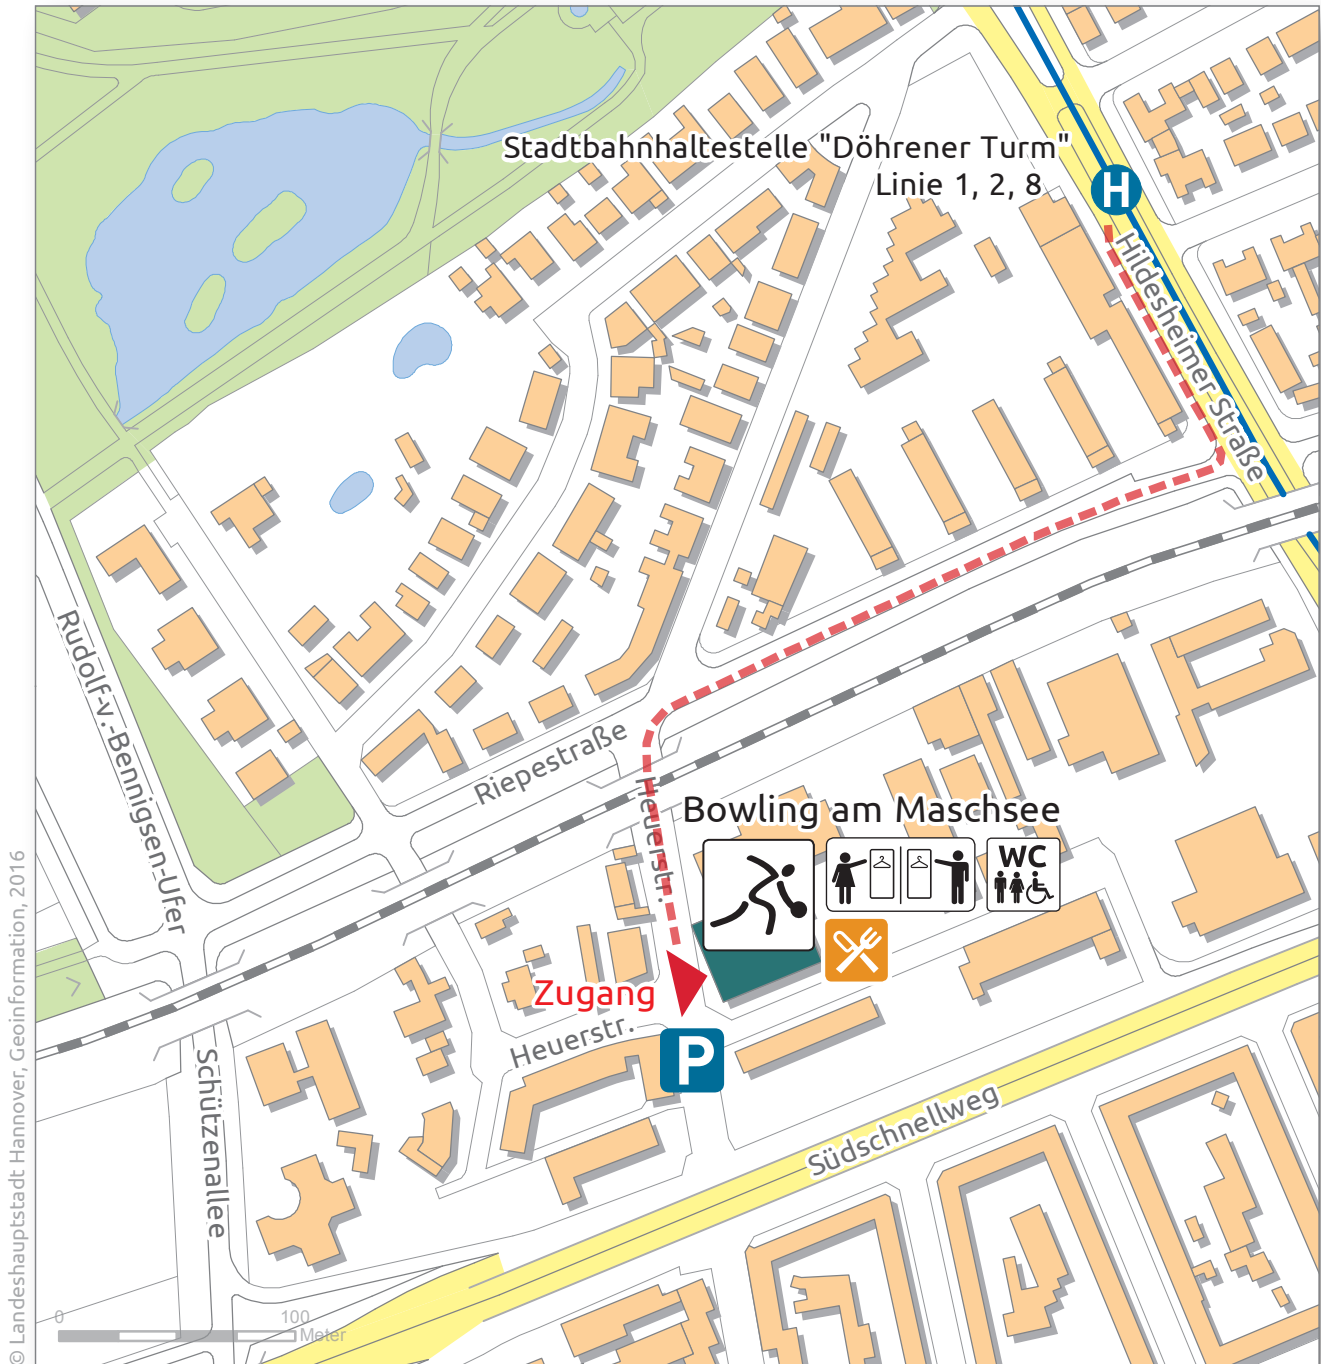 Stadtbahnhaltestelle "Döhrener Turm"
Linie 1, 2, 8
H
Hildesheimer Straße
Rudolf-v.-Bennigsen-Ufer
Riepestraße
Heuerstr.
Bowling am Maschsee
WC
Zugang
Heuerstr.
P
Schützenallee
Südschnellweg
0 100
Meter
© Landeshauptstadt Hannover, Geoinformation, 2016